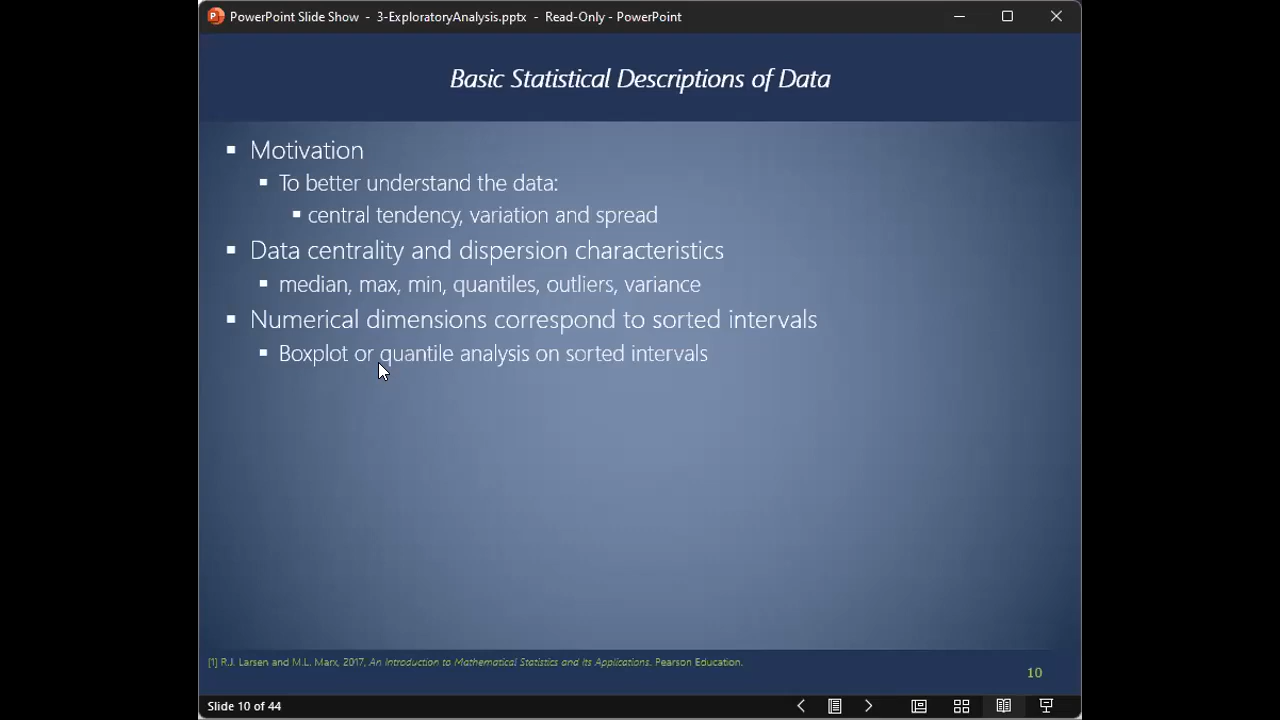 PowerPoint Slide Show - 3-ExploratoryAnalysis.pptx - Read-Only - PowerPoint
Basic Statistical Descriptions of Data
▪ Motivation
▪ To better understand the data:
▪ central tendency, variation and spread
▪ Data centrality and dispersion characteristics
▪ median, max, min, quantiles, outliers, variance
▪ Numerical dimensions correspond to sorted intervals
▪ Boxplot or quantile analysis on sorted intervals
[1] R.J. Larsen and M.L. Marx, 2017, An Introduction to Mathematical Statistics and its Applications. Pearson Education.
10
Slide 10 of 44